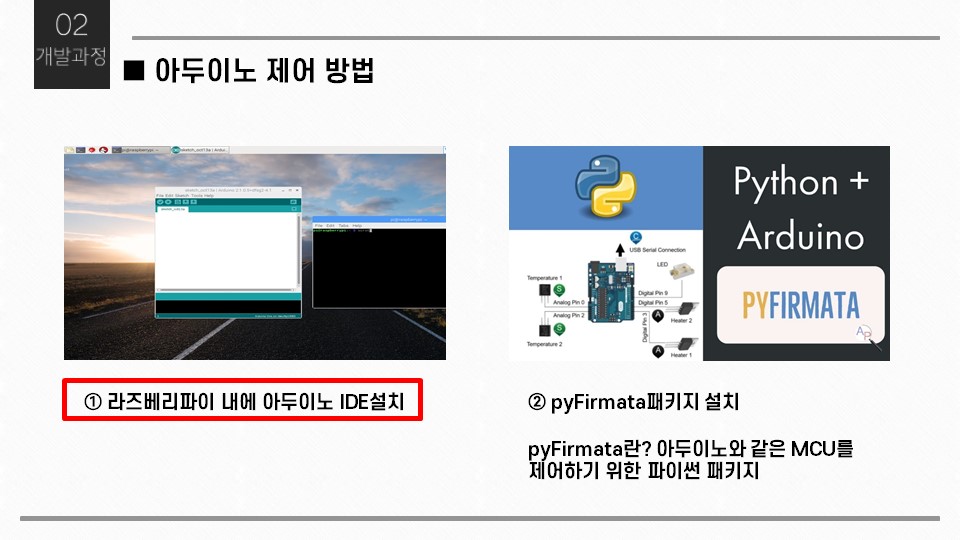 02
개발과정
■ 아두이노 제어 방법
File Edit Sketch Tools Help
File Edit Tabs Help
Python +
Arduino
PYFIRMATA
C
USB Serial Connection
LED
Temperature 1
S
Analog Pin 0
Digital Pin 9
Digital Pin 5
A
Heater 2
Analog Pin 2
S
Digital Pin 3
Temperature 2
A
Heater 1
① 라즈베리파이 내에 아두이노 IDE설치
② pyFirmata패키지 설치
pyFirmata란? 아두이노와 같은 MCU를
제어하기 위한 파이썬 패키지